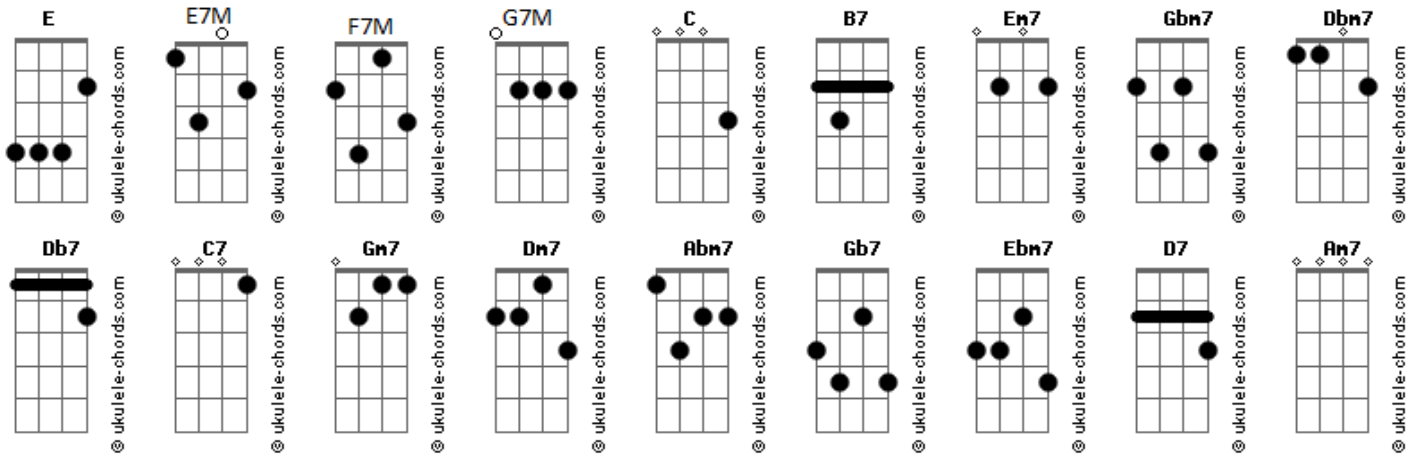 E E7M F7M G7M C B7 Em7 Gbm7 Dbm7
© ukulele-chords.com © ukulele-chords.com © ukulele-chords.com © ukulele-chords.com © ukulele-chords.com © ukulele-chords.com © ukulele-chords.com © ukulele-chords.com © ukulele-chords.com
Db7 C7 Gm7 Dm7 Abm7 Gb7 Ebm7 D7 Am7
© ukulele-chords.com © ukulele-chords.com © ukulele-chords.com © ukulele-chords.com © ukulele-chords.com © ukulele-chords.com © ukulele-chords.com © ukulele-chords.com © ukulele-chords.com